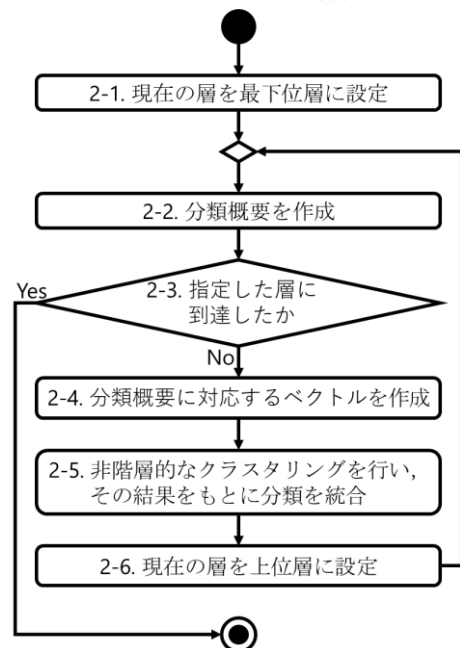 2-1. 現在の層を最下位層に設定
2-2. 分類概要を作成
Yes
2-3. 指定した層に
到達したか
No
2-4. 分類概要に対応するベクトルを作成
2-5. 非階層的なクラスタリングを行い,
その結果をもとに分類を統合
2-6. 現在の層を上位層に設定